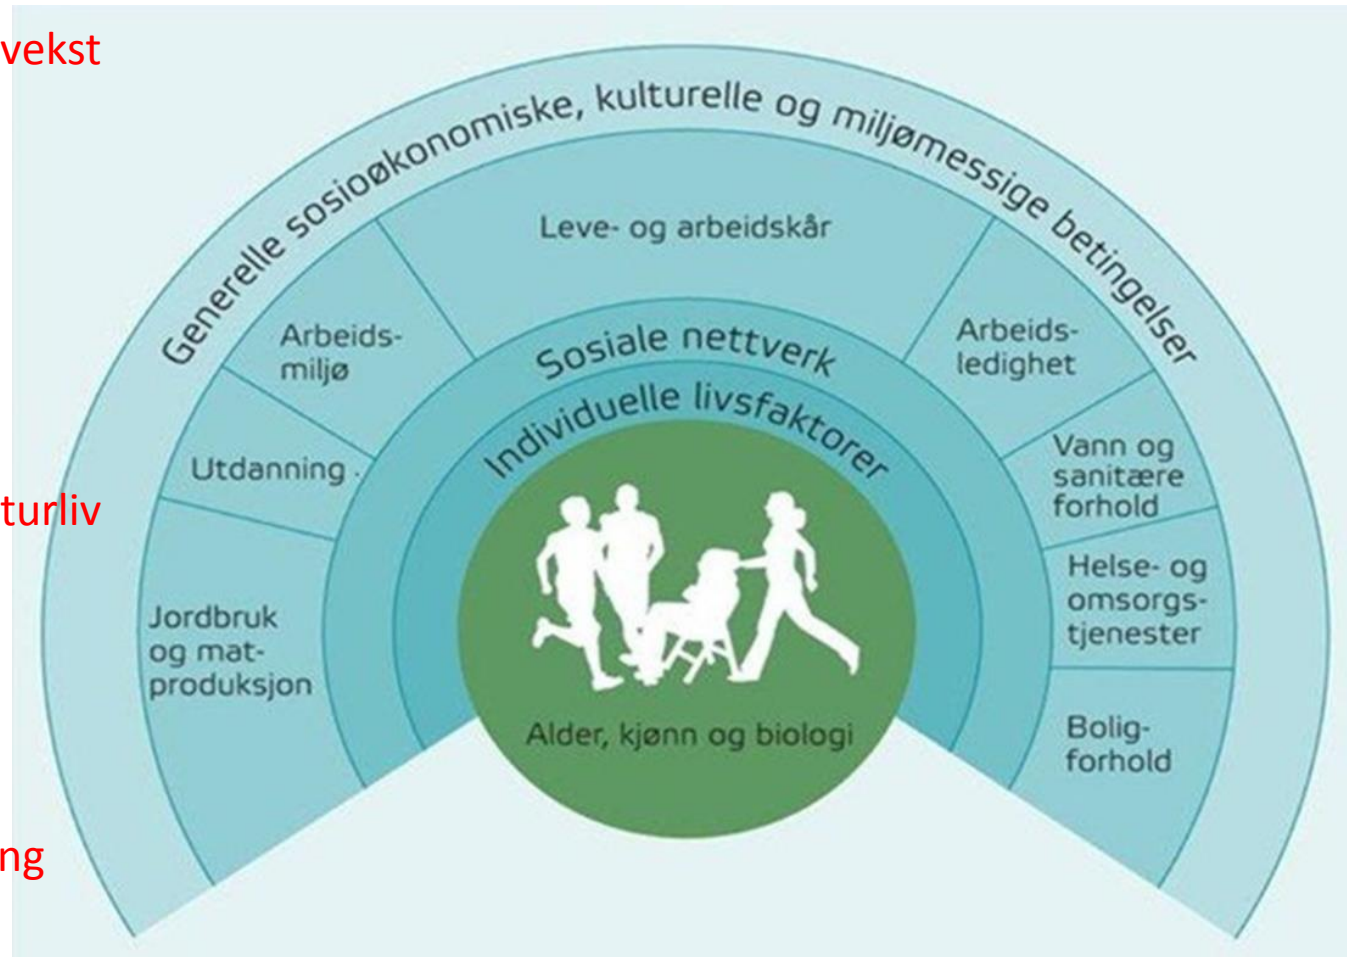 vekst
Generelle sosioøkonomiske, kulturelle og miljømessige betingelser
Leve- og arbeidskår
Arbeids-
miljø
Arbeids-
ledighet
Sosiale nettverk
Individuelle livsfaktorer
Utdanning
Vann og
sanitære
forhold
turliv
Helse- og
omsorgs-
tjenester
Jordbruk
og mat-
produksjon
Alder, kjønn og biologi
Bolig-
forhold
ng